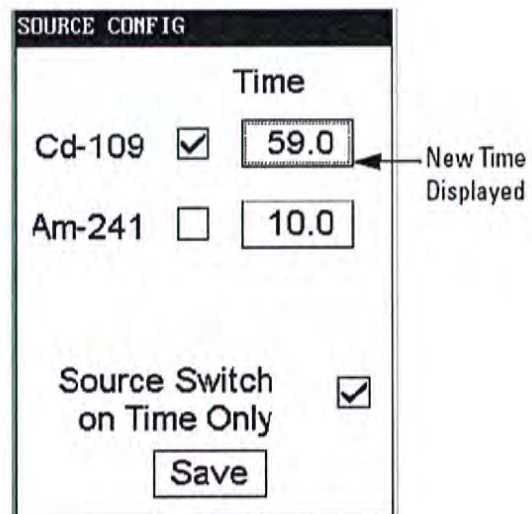 SOURCE CONFIG
Time
Cd-109 59.0
New Time
Displayed
Am-241 10.0
Source Switch
on Time Only
Save